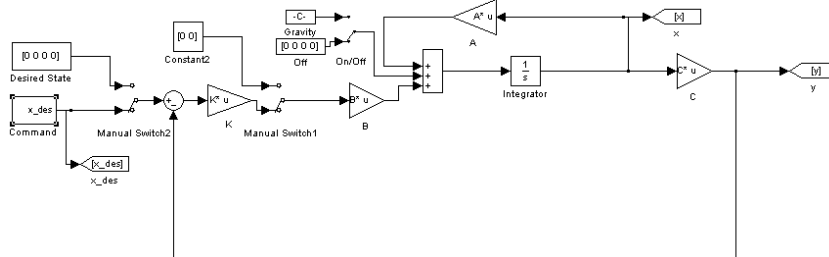 -C-
Gravity
A* u
A
[x]
x
[0 0 0 0]
Desired State
[0 0]
Constant2
[0 0 0 0]
Off
On/Off
+
+
+
1
s
Integrator
C* u
C
[y]
y
x_des
Command
Manual Switch2
+
-
K* u
K
Manual Switch1
B* u
B
[x_des]
x_des